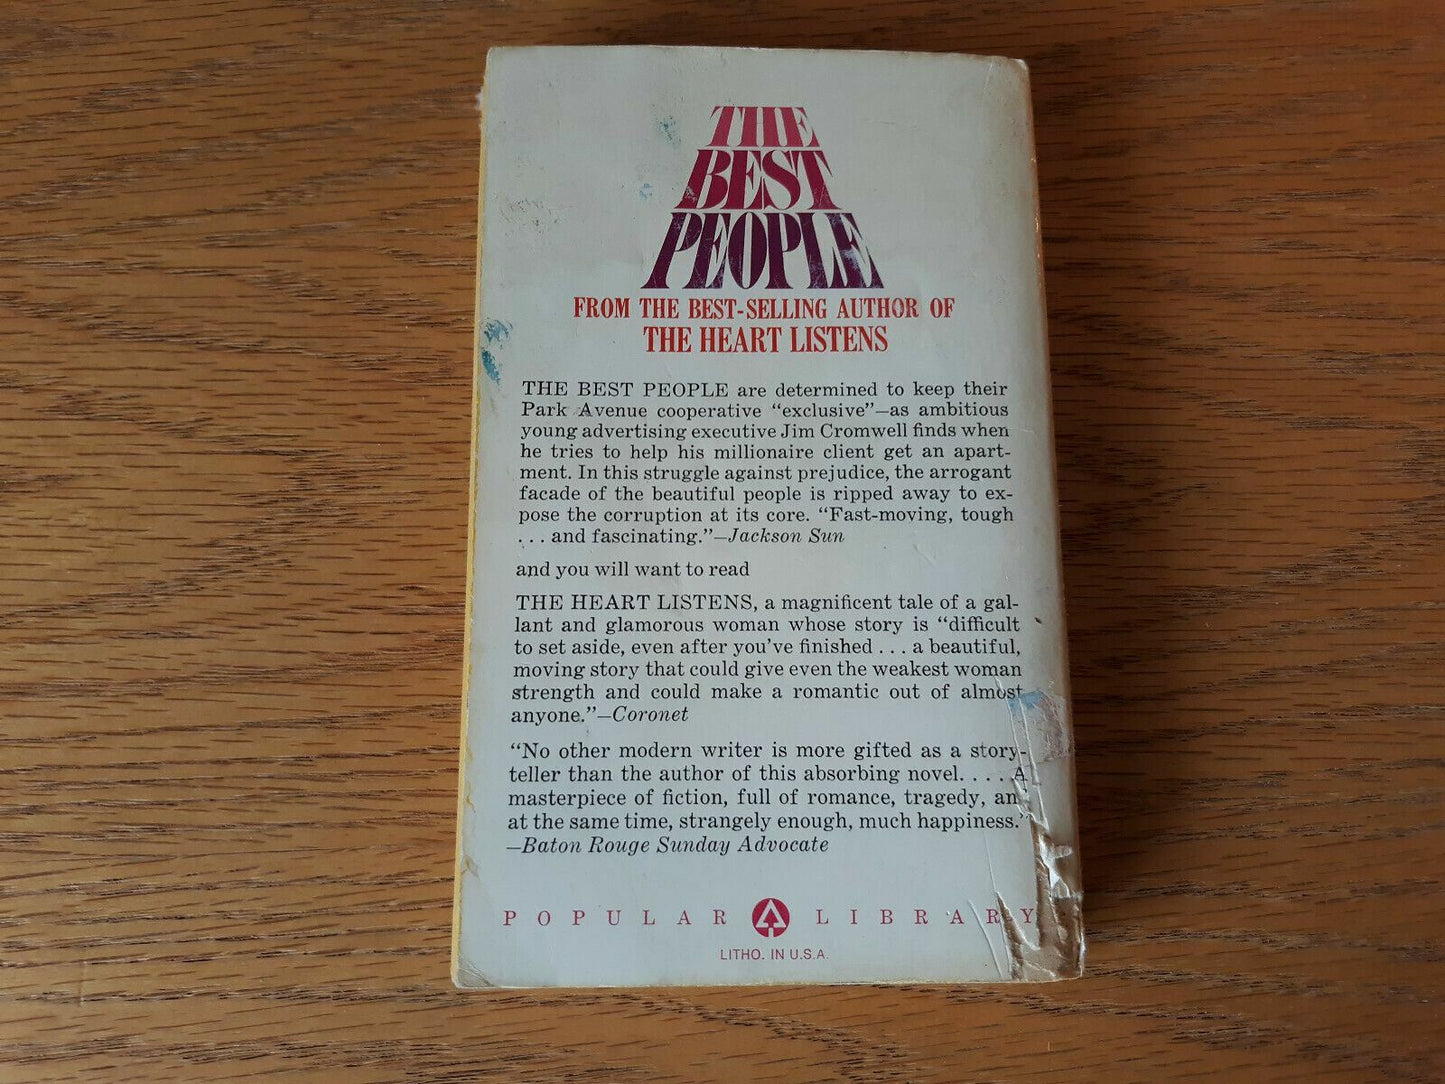 THE
BEST
PEOPLE
FROM THE BEST-SELLING AUTHOR OF
THE HEART LISTENS
THE BEST PEOPLE are determined to keep their
Park Avenue cooperative “exclusive”—as ambitious
young advertising executive Jim Cromwell finds when
he tries to help his millionaire client get an apart-
ment. In this struggle against prejudice, the arrogant
facade of the beautiful people is ripped away to ex-
pose the corruption at its core. “Fast-moving, tough
. . . and fascinating.”—Jackson Sun
and you will want to read
THE HEART LISTENS, a magnificent tale of a gal-
lant and glamorous woman whose story is “difficult
to set aside, even after you’ve finished . . . a beautiful,
moving story that could give even the weakest woman
strength and could make a romantic out of almost
anyone.”—Coronet
“No other modern writer is more gifted as a story-
teller than the author of this absorbing novel. . . . A
masterpiece of fiction, full of romance, tragedy, an
at the same time, strangely enough, much happiness.”
—Baton Rouge Sunday Advocate
POPULAR LIBRARY
LITHO. IN U.S.A.